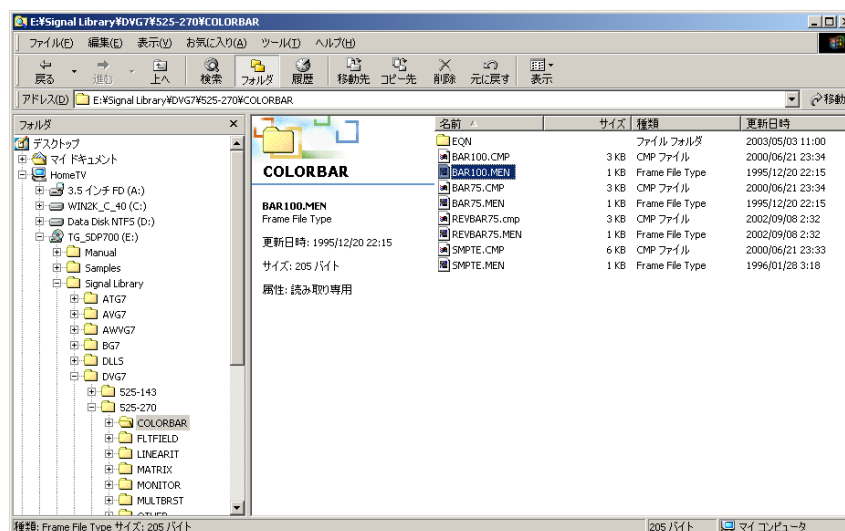 E:¥Signal Library¥DVG7¥525-270¥COLORBAR
ファイル(F) 編集(E) 表示(V) お気に入り(A) ツール(T) ヘルプ(H)
戻る 進む 上へ 検索 フォルダ 履歴 移動先 コピー先 削除 元に戻す 表示
アドレス(D) E:¥Signal Library¥DVG7¥525-270¥COLORBAR 移動
フォルダ ×
デスクトップ
マイ ドキュメント
HomeTV
3.5 インチ FD (A:)
WIN2K_C_40 (C:)
Data Disk NTFS (D:)
TG_SDP700 (E:)
Manual
Samples
Signal Library
ATG7
AVG7
AWVG7
BG7
DLLS
DVG7
525-143
525-270
COLORBAR
FLTFIELD
LINEARIT
MATRIX
MONITOR
MULTBRST
OTHER
COLORBAR
BAR100.MEN
Frame File Type
更新日時: 1995/12/20 22:15
サイズ: 205 バイト
属性: 読み取り専用
名前 サイズ 種類 更新日時
EQN ファイル フォルダ 2003/05/03 11:00
BAR100.CMP 3 KB CMP ファイル 2000/06/21 23:34
BAR100.MEN 1 KB Frame File Type 1995/12/20 22:15
BAR75.CMP 3 KB CMP ファイル 2000/06/21 23:34
BAR75.MEN 1 KB Frame File Type 1995/12/20 22:15
REVBAR75.cmp 3 KB CMP ファイル 2002/09/08 2:32
REVBAR75.MEN 1 KB Frame File Type 2002/09/08 2:32
SMPTE.CMP 6 KB CMP ファイル 2000/06/21 23:33
SMPTE.MEN 1 KB Frame File Type 1996/01/28 3:18
種類: Frame File Type サイズ: 205 バイト 205 バイト マイ コンピュータ